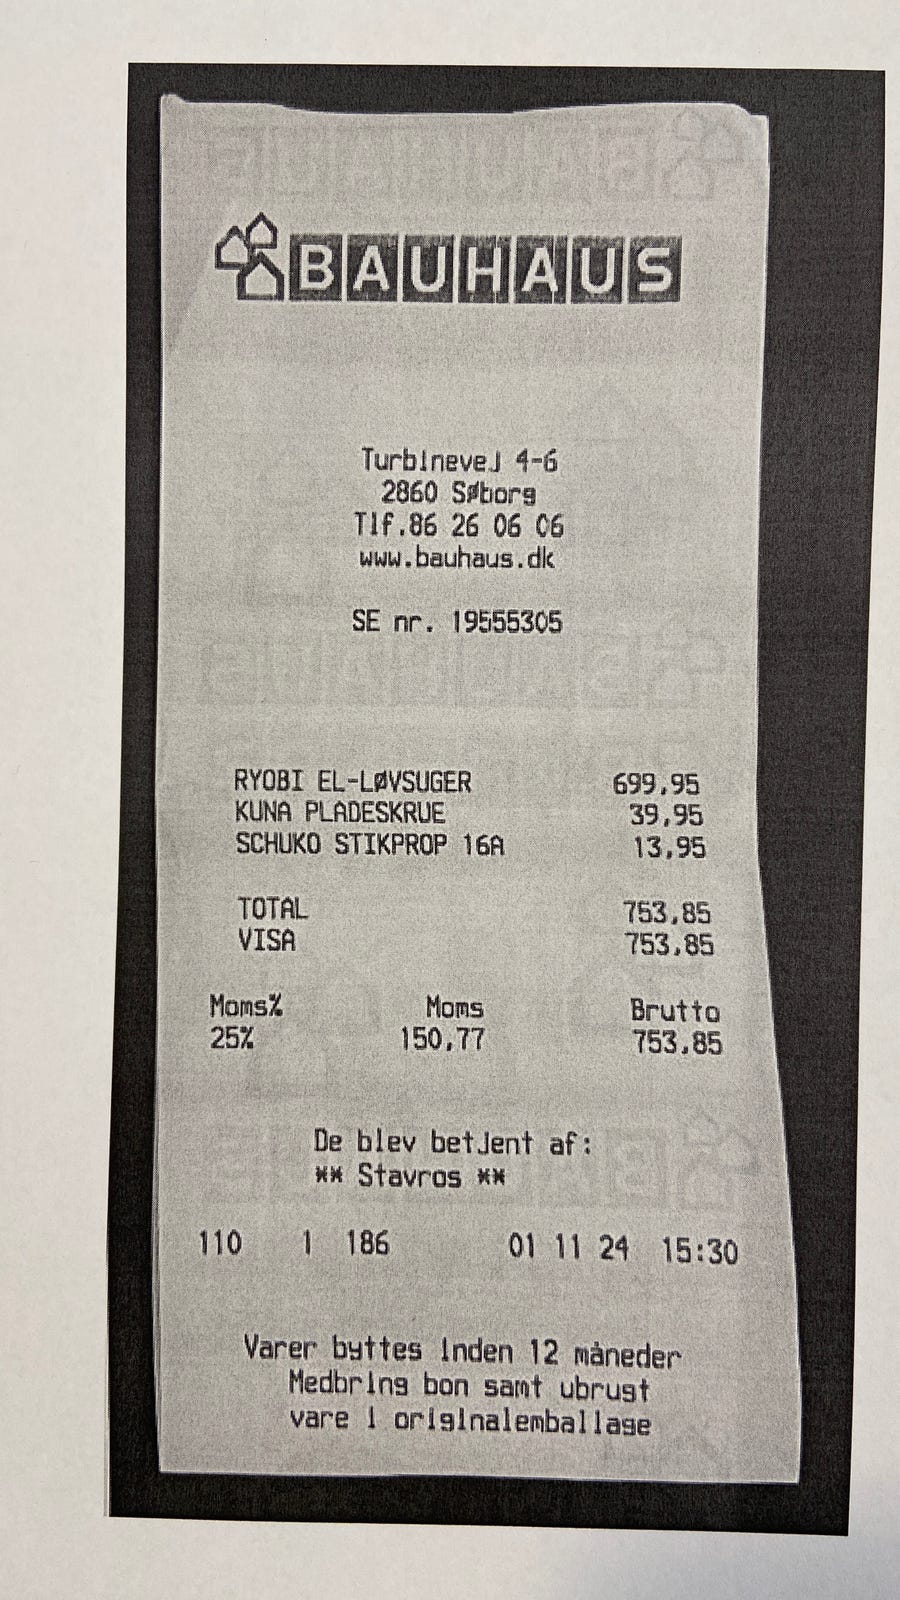 BAUHAUS
Turbinevej 4-6
2860 Søborg
Tlf.86 26 06 06
www.bauhaus.dk
SE nr. 19555305
RYOBI EL-LØVSUGER 699,95
KUNA PLADESKRUE 39,95
SCHUKO STIKPROP 16A 13,95
TOTAL 753,85
VISA 753,85
Moms% Moms Brutto
25% 150,77 753,85
De blev betjent af:
** Stavros **
110 1 186 01 11 24 15:30
Varer byttes inden 12 måneder
Medbring bon samt ubrugt
vare i originalemballage